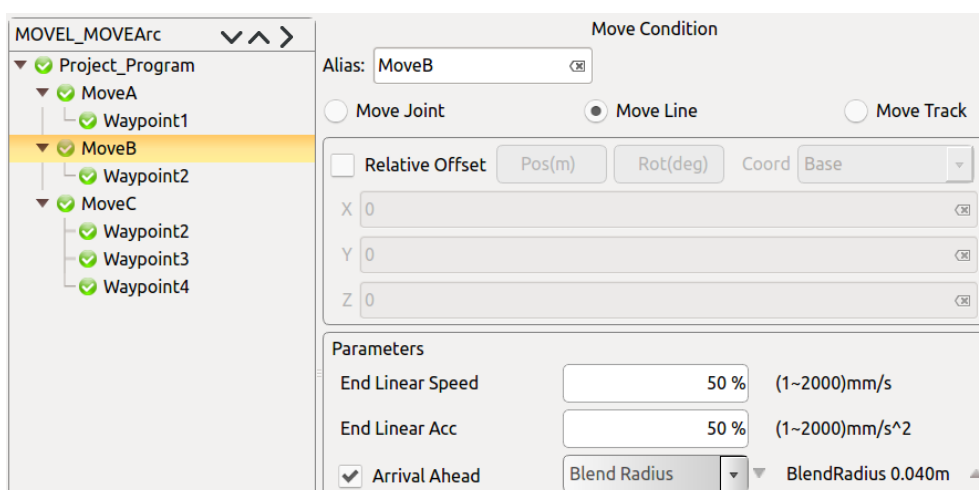 MOVEL_MOVEArc
Project_Program
MoveA
Waypoint1
MoveB
Waypoint2
MoveC
Waypoint2
Waypoint3
Waypoint4
Move Condition
Alias: MoveB
Move Joint Move Line Move Track
Relative Offset Pos(m) Rot(deg) Coord Base
X 0
Y 0
Z 0
Parameters
End Linear Speed 50 % (1~2000)mm/s
End Linear Acc 50 % (1~2000)mm/s^2
Arrival Ahead Blend Radius BlendRadius 0.040m